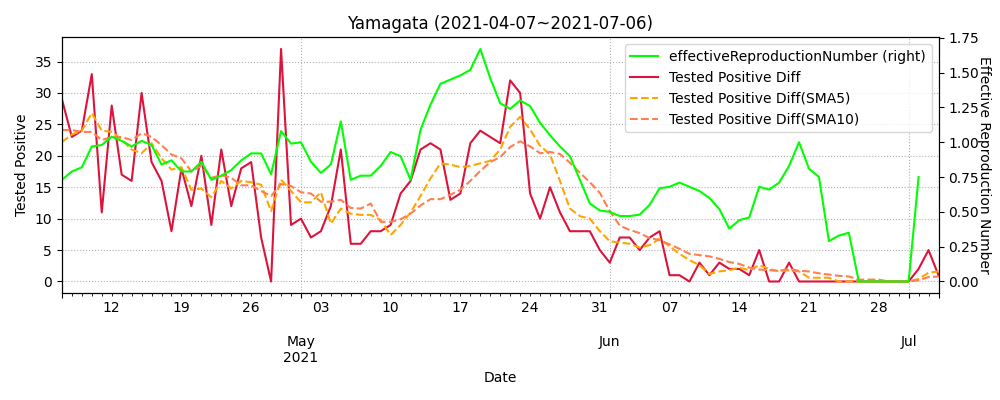 Yamagata (2021-04-07~2021-07-06)
effectiveReproductionNumber (right)
Tested Positive Diff
Tested Positive Diff(SMA5)
Tested Positive Diff(SMA10)
Tested Positive
35
30
25
20
15
10
5
0
1.75
1.50
1.25
1.00
0.75
0.50
0.25
0.00
Effective Reproduction Number
12 19 26 03 10 17 24 31 07 14 21 28
May Jun Jul
2021
Date